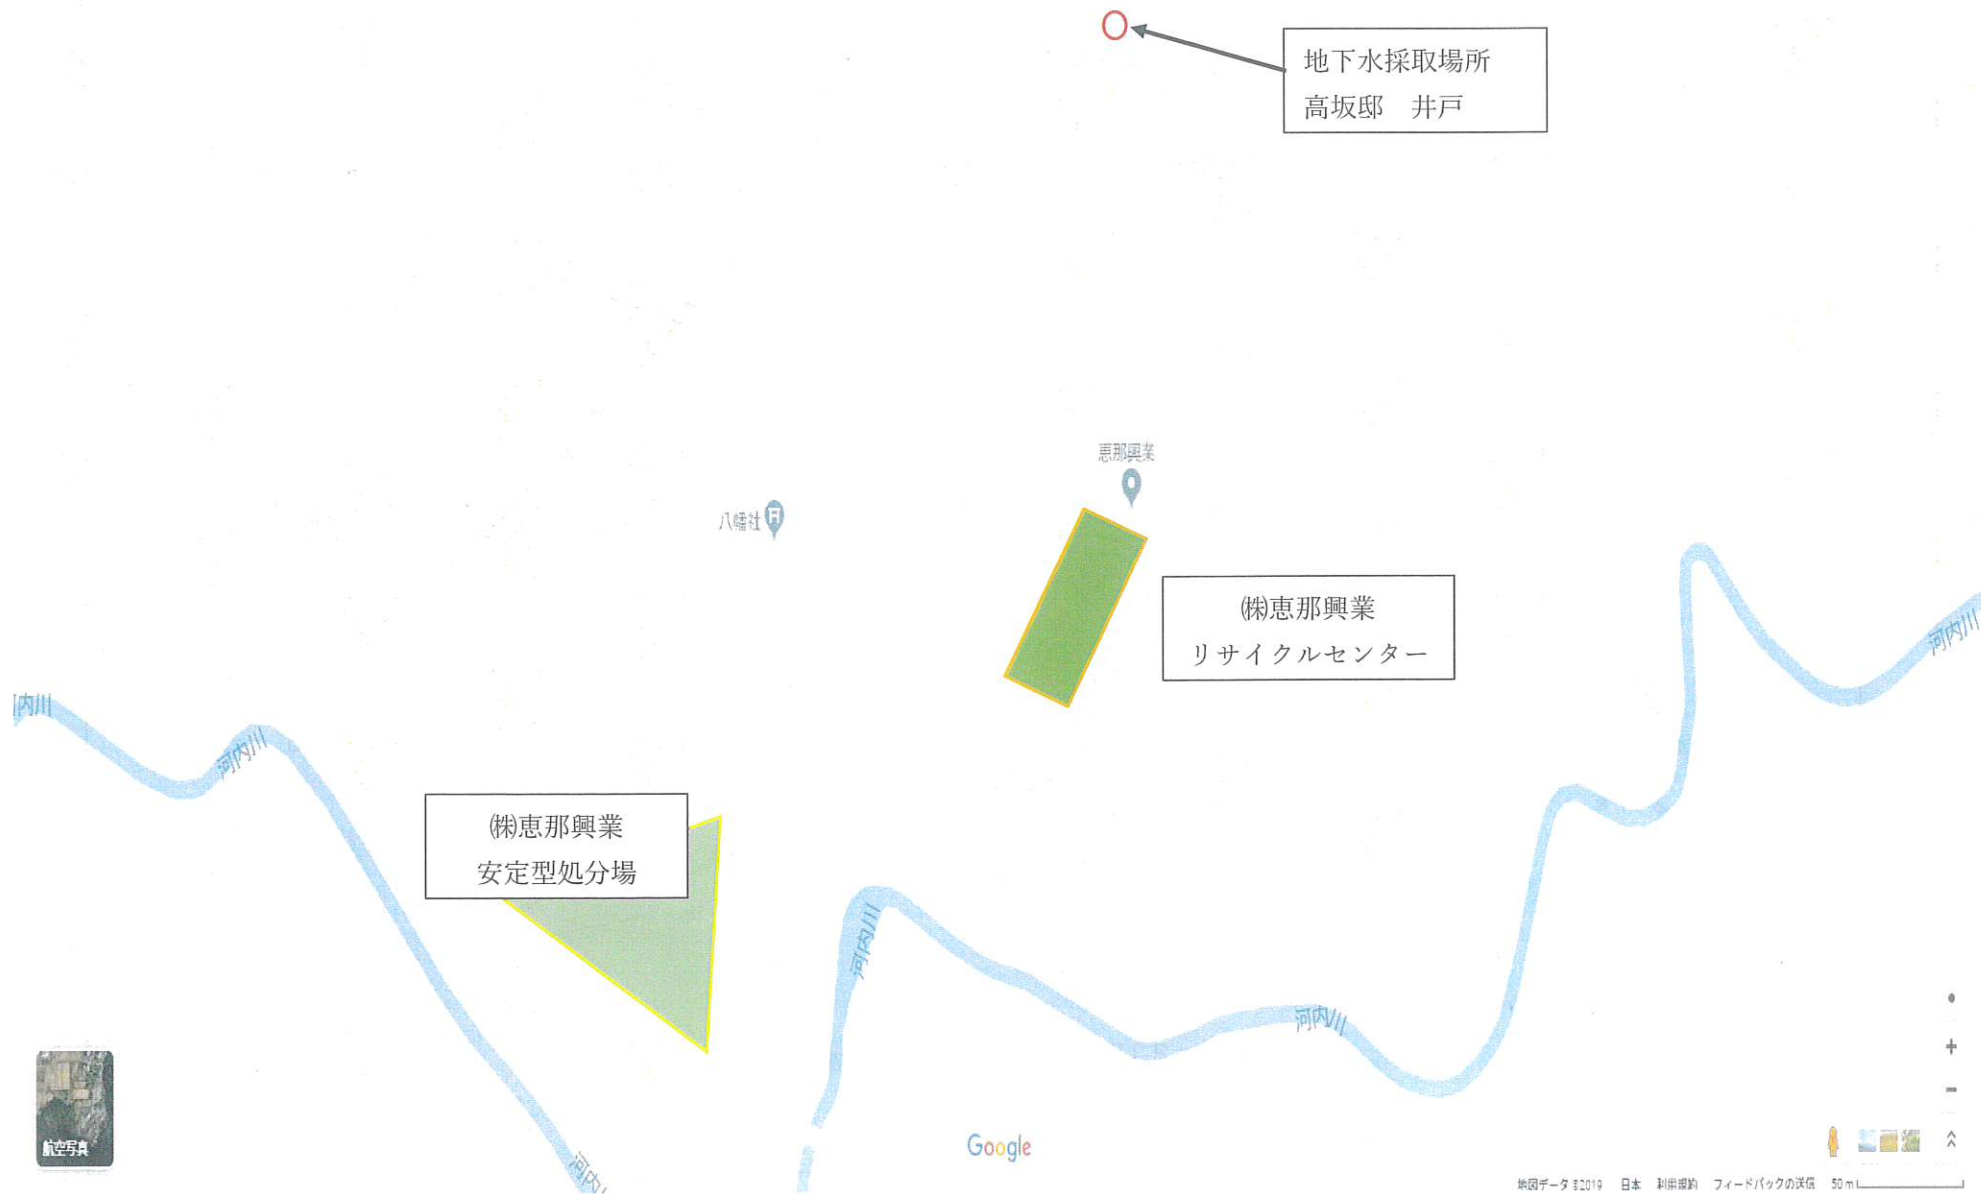 地下水採取場所
高坂邸　井戸
恵那興業
八幡社
㈱恵那興業
リサイクルセンター
河内川
内川
河内川
㈱恵那興業
安定型処分場
河内川
河内川
河内川
航空写真
Google
地図データ ©2019 日本 利用規約 フィードバックの送信 50 m